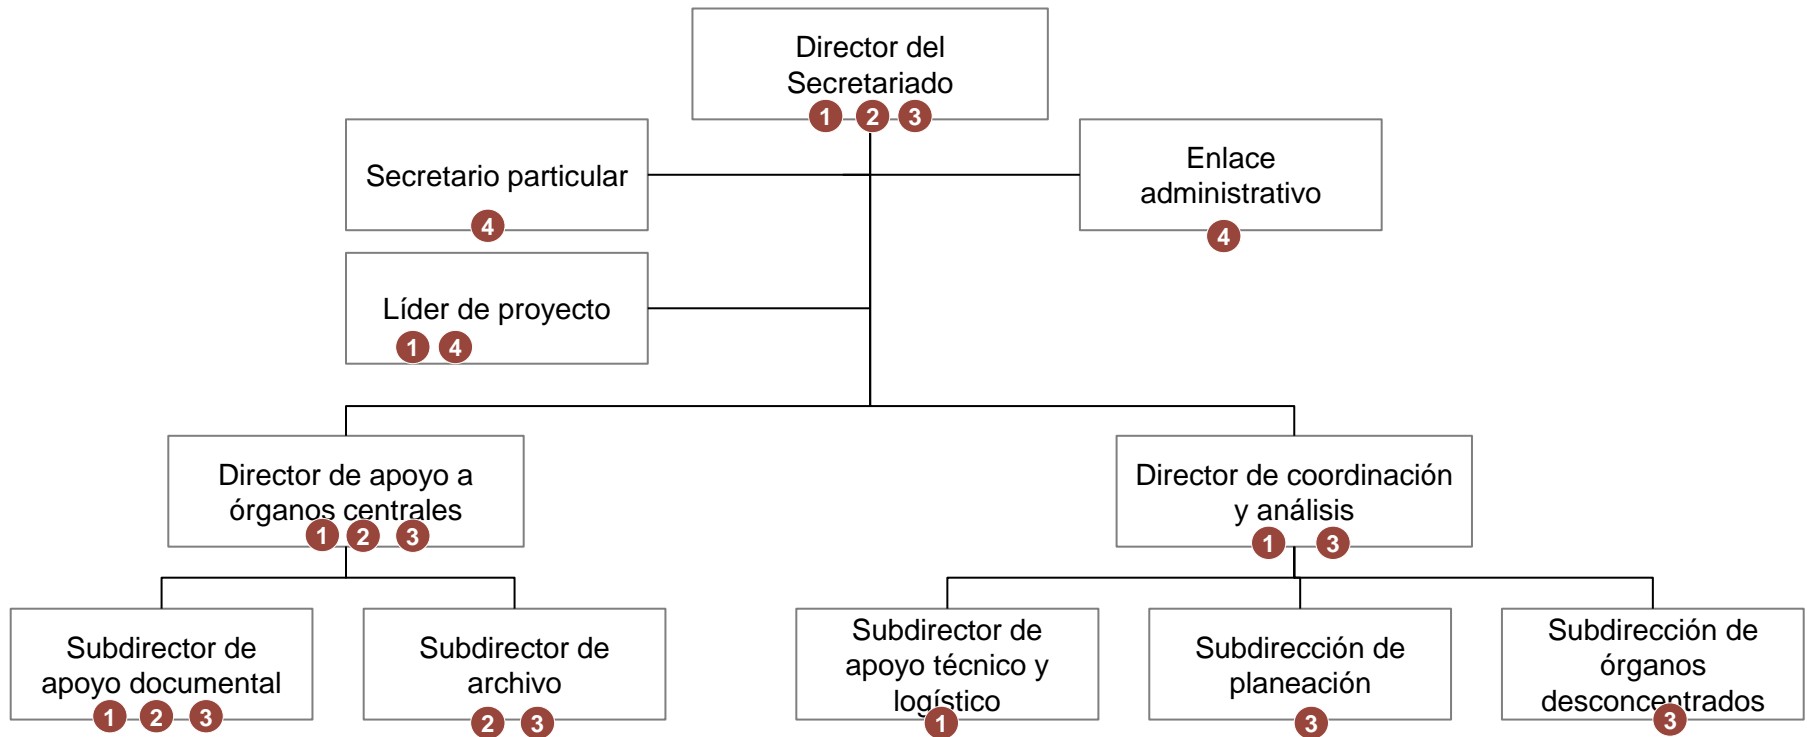 Director del
Secretariado
1 2 3
Secretario particular
4
Enlace
administrativo
4
Líder de proyecto
1 4
Director de apoyo a
órganos centrales
1 2 3
Director de coordinación
y análisis
1 3
Subdirector de
apoyo documental
1 2 3
Subdirector de
archivo
2 3
Subdirector de
apoyo técnico y
logístico
1
Subdirección de
planeación
3
Subdirección de
órganos
desconcentrados
3